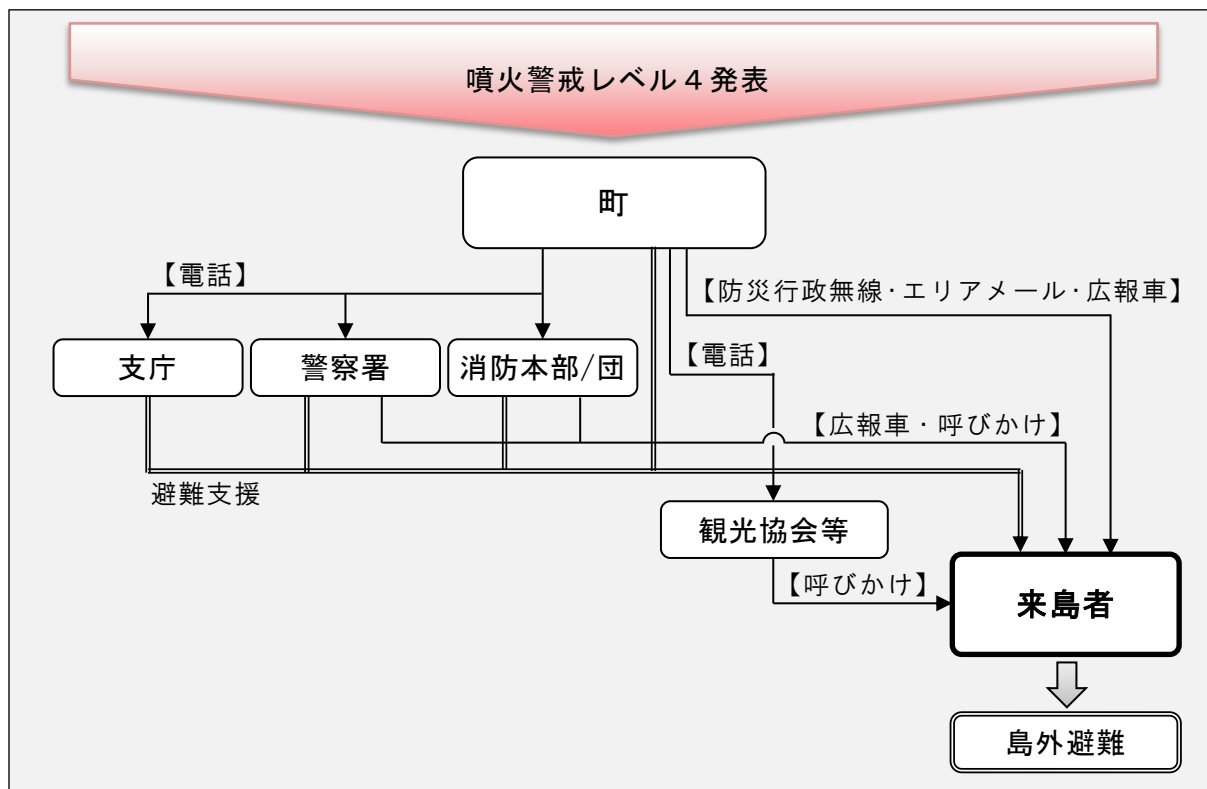 噴火警戒レベル４発表
町
【電話】
【防災行政無線・エリアメール・広報車】
支庁
警察署
消防本部/団
【電話】
【広報車・呼びかけ】
避難支援
観光協会等
【呼びかけ】
来島者
島外避難